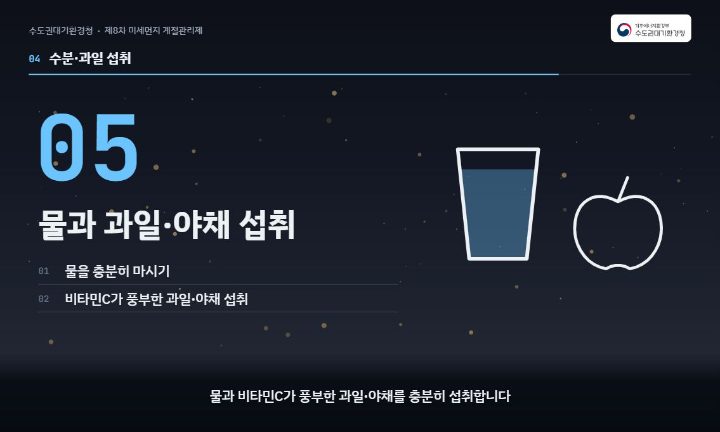 수도권대기환경청 · 제8차 미세먼지 계절관리제
수도권대기환경청
04 수분·과일 섭취
05
물과 과일·야채 섭취
01 물을 충분히 마시기
02 비타민C가 풍부한 과일·야채 섭취
물과 비타민C가 풍부한 과일·야채를 충분히 섭취합니다